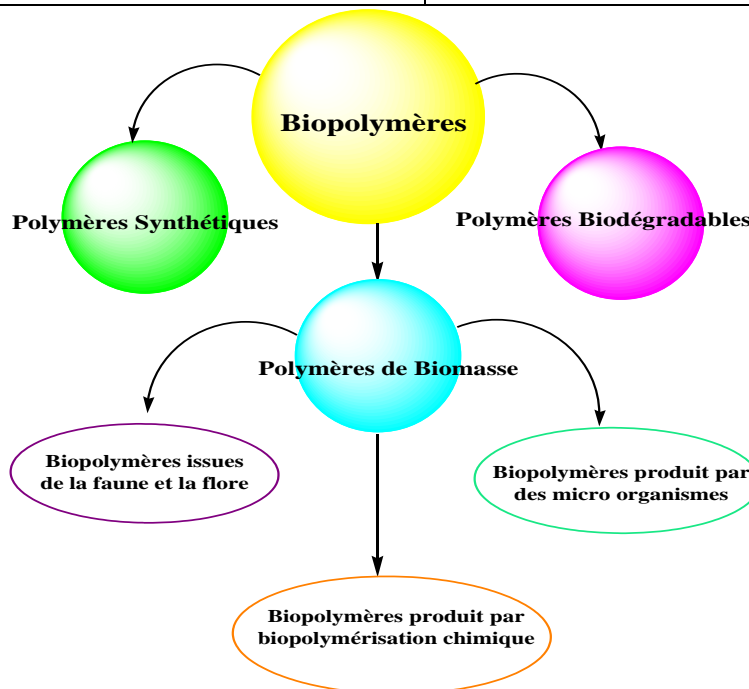 Biopolymères
Polymères Synthétiques
Polymères Biodégradables
Polymères de Biomasse
Biopolymères issues
de la faune et la flore
Biopolymères produit par
des micro organismes
Biopolymères produit par
biopolymérisation chimique